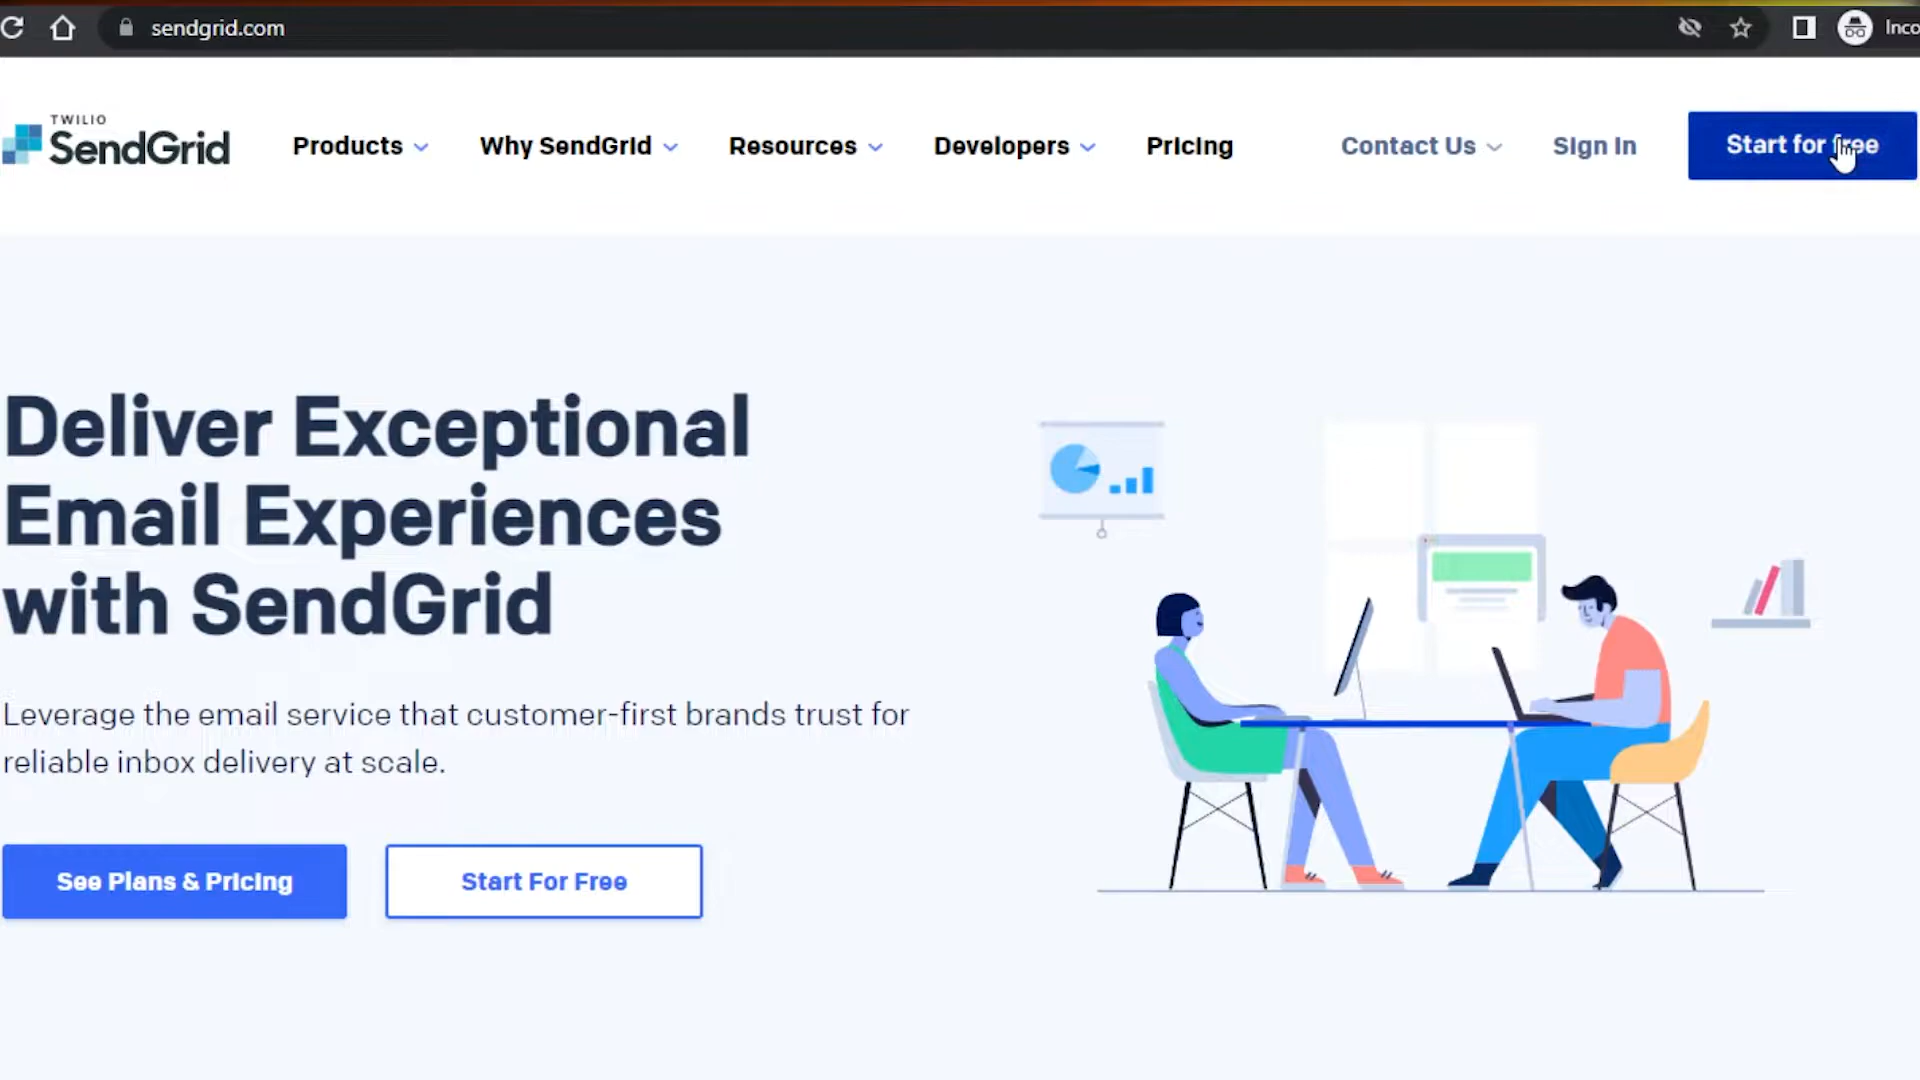 sendgrid.com
Inco
TWILIO
SendGrid
Products
Why SendGrid
Resources
Developers
Pricing
Contact Us
Sign In
Start for free
Deliver Exceptional
Email Experiences
with SendGrid
Leverage the email service that customer-first brands trust for
reliable inbox delivery at scale.
See Plans & Pricing
Start For Free